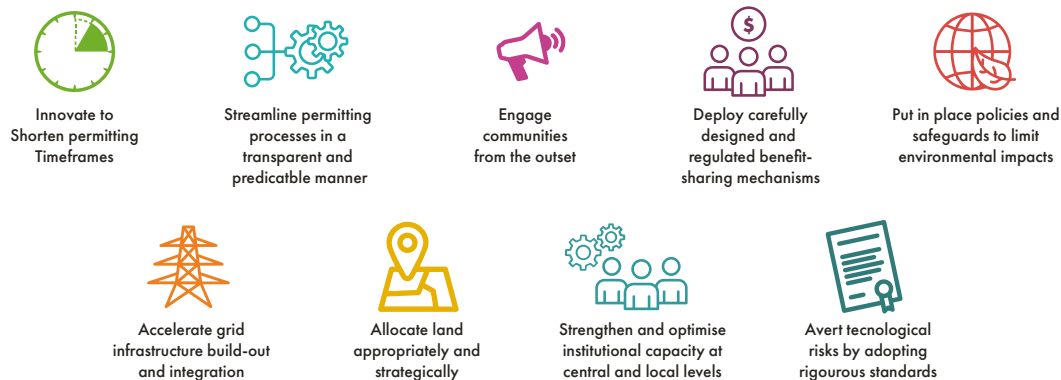 $
Innovate to
Shorten permitting
Timeframes
Streamline permitting
processes in a
transparent and
predicatble manner
Engage
communities
from the outset
Deploy carefully
designed and
regulated benefit-
sharing mechanisms
Put in place policies and
safeguards to limit
environmental impacts
Accelerate grid
infrastructure build-out
and integration
Allocate land
appropriately and
strategically
Strengthen and optimise
institutional capacity at
central and local levels
Avert tecnological
risks by adopting
rigourous standards